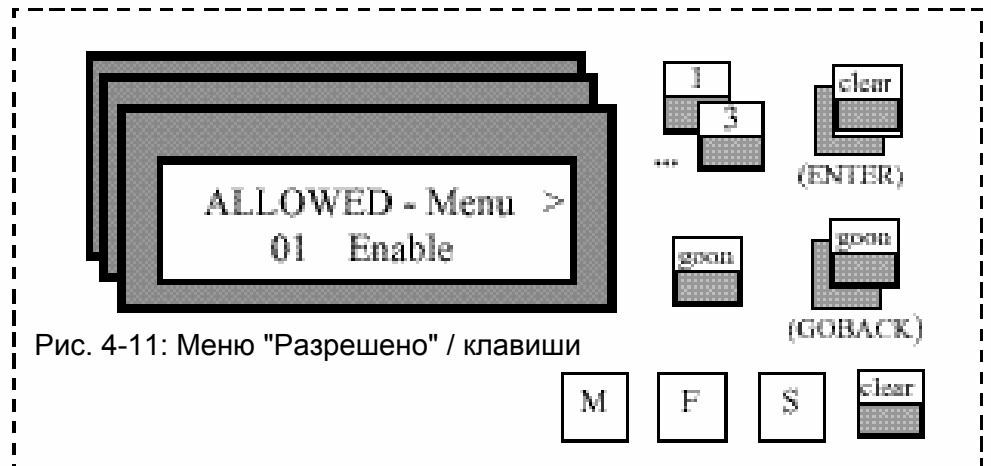 1
3
...
clear
(ENTER)
ALLOWED - Menu >
01 Enable
goon
goon
(GOBACK)
Рис. 4-11: Меню "Разрешено" / клавиши
M F S clear